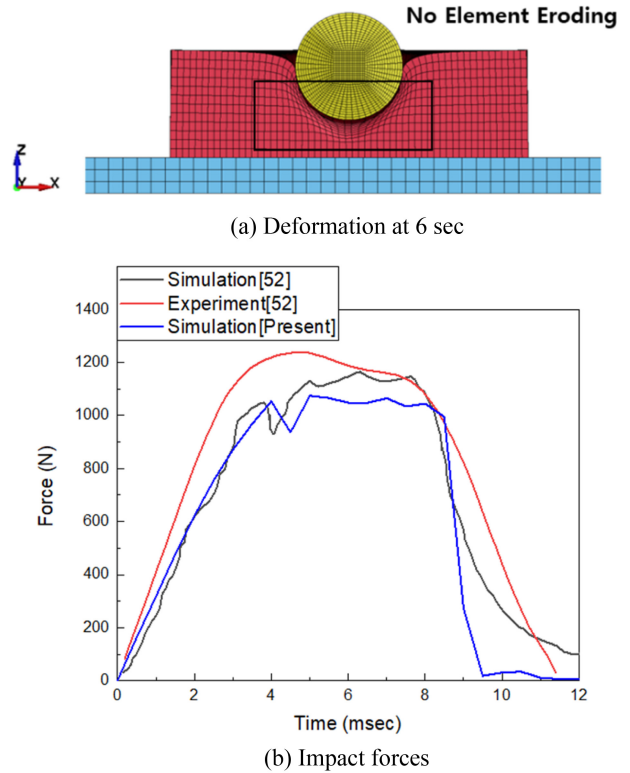 No Element Eroding
Z
Y X
(a) Deformation at 6 sec
Simulation[52]
Experiment[52]
Simulation[Present]
1400
1200
1000
800
600
400
200
0
Force (N)
0 2 4 6 8 10 12
Time (msec)
(b) Impact forces